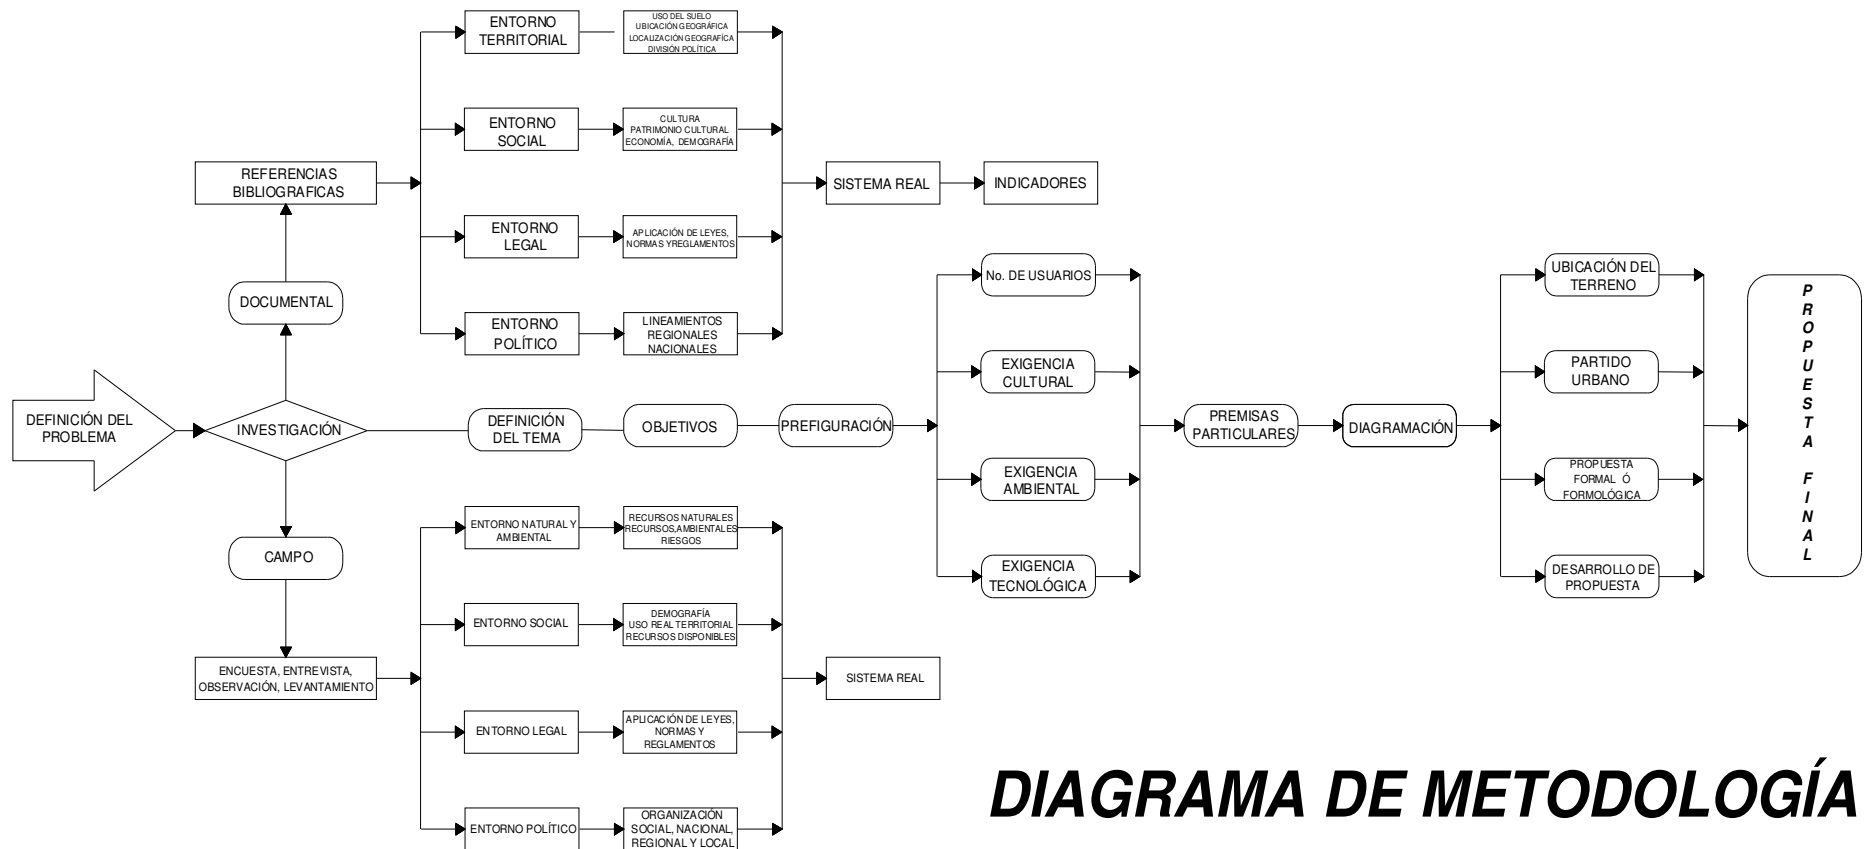 ENTORNO
TERRITORIAL
USO DEL SUELO
UBICACIÓN GEOGRÁFICA
LOCALIZACIÓN GEOGRAFÍCA
DIVISIÓN POLÍTICA
ENTORNO
SOCIAL
CULTURA
PATRIMONIO CULTURAL
ECONOMÍA, DEMOGRAFÍA
REFERENCIAS
BIBLIOGRAFICAS
SISTEMA REAL
INDICADORES
ENTORNO
LEGAL
APLICACIÓN DE LEYES,
NORMAS YREGLAMENTOS
DOCUMENTAL
ENTORNO
POLÍTICO
LINEAMIENTOS
REGIONALES
NACIONALES
DEFINICIÓN DEL
PROBLEMA
INVESTIGACIÓN
DEFINICIÓN
DEL TEMA
OBJETIVOS
PREFIGURACIÓN
No. DE USUARIOS
EXIGENCIA
CULTURAL
EXIGENCIA
AMBIENTAL
EXIGENCIA
TECNOLÓGICA
PREMISAS
PARTICULARES
DIAGRAMACIÓN
UBICACIÓN DEL
TERRENO
PARTIDO
URBANO
PROPUESTA
FORMAL Ó
FORMOLÓGICA
DESARROLLO DE
PROPUESTA
PROPUESTA FINAL
CAMPO
ENCUESTA, ENTREVISTA,
OBSERVACIÓN, LEVANTAMIENTO
ENTORNO NATURAL Y
AMBIENTAL
RECURSOS NATURALES
RECURSOS,AMBIENTALES
RIESGOS
ENTORNO SOCIAL
DEMOGRAFÍA
USO REAL TERRITORIAL
RECURSOS DISPONIBLES
SISTEMA REAL
ENTORNO LEGAL
APLICACIÓN DE LEYES,
NORMAS Y
REGLAMENTOS
ENTORNO POLÍTICO
ORGANIZACIÓN
SOCIAL, NACIONAL,
REGIONAL Y LOCAL
DIAGRAMA DE METODOLOGÍA